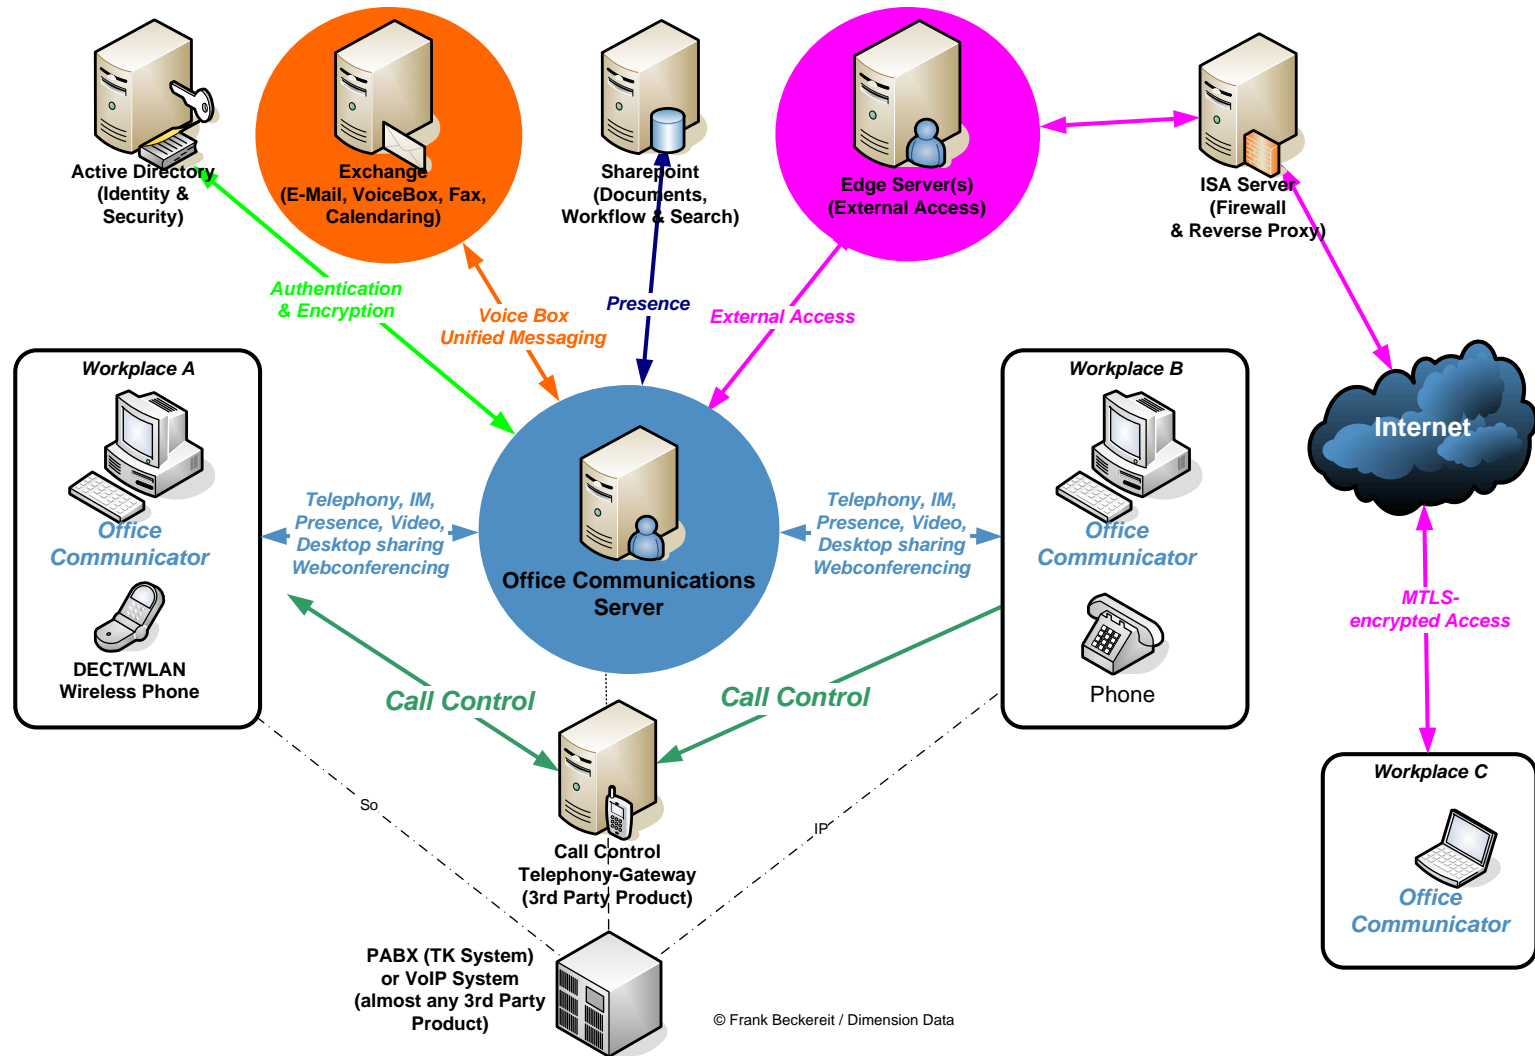 Active Directory
(Identity &
Security)
Exchange
(E-Mail, VoiceBox, Fax,
Calendaring)
Sharepoint
(Documents,
Workflow & Search)
Edge Server(s)
(External Access)
ISA Server
(Firewall
& Reverse Proxy)
Authentication
& Encryption
Voice Box
Unified Messaging
Presence
External Access
Workplace A
Office
Communicator
DECT/WLAN
Wireless Phone
Telephony, IM,
Presence, Video,
Desktop sharing
Webconferencing
Office Communications
Server
Telephony, IM,
Presence, Video,
Desktop sharing
Webconferencing
Workplace B
Office
Communicator
Phone
Internet
MTLS-
encrypted Access
Call Control
Call Control
Workplace C
Office
Communicator
So
IP
Call Control
Telephony-Gateway
(3rd Party Product)
PABX (TK System)
or VoIP System
(almost any 3rd Party
Product)
© Frank Beckereit / Dimension Data